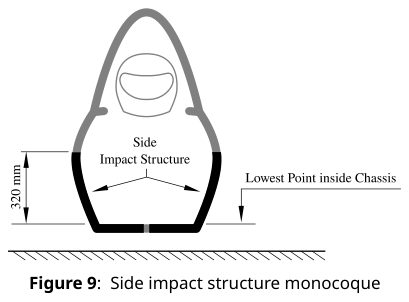 Side
Impact Structure
320 mm
Lowest Point inside Chassis
Figure 9: Side impact structure monocoque